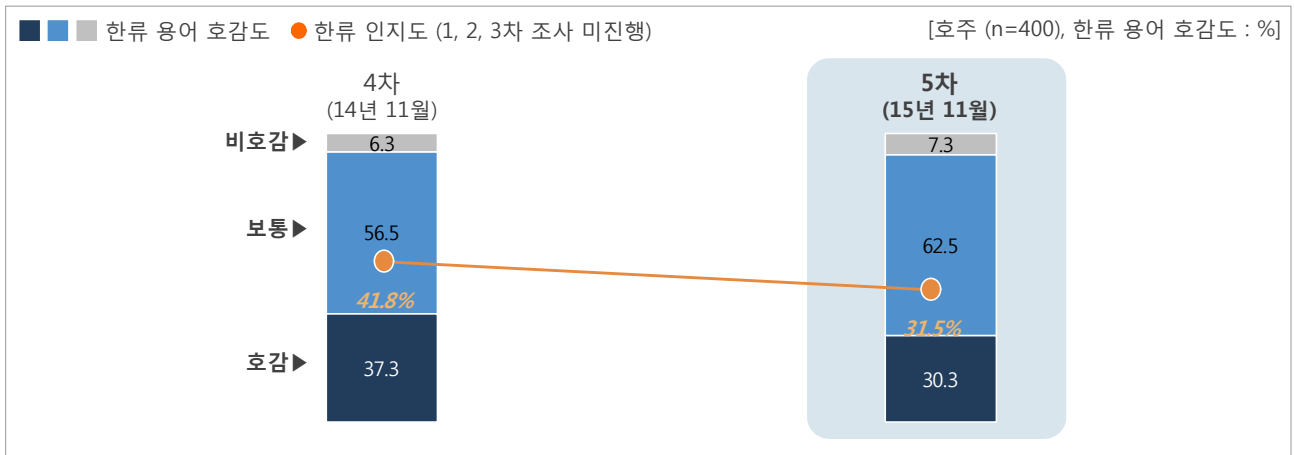 한류 용어 호감도 한류 인지도 (1, 2, 3차 조사 미진행)
[호주 (n=400), 한류 용어 호감도 : %]
4차
(14년 11월)
5차
(15년 11월)
비호감▶
6.3
7.3
보통▶
56.5
62.5
41.8%
31.5%
호감▶
37.3
30.3